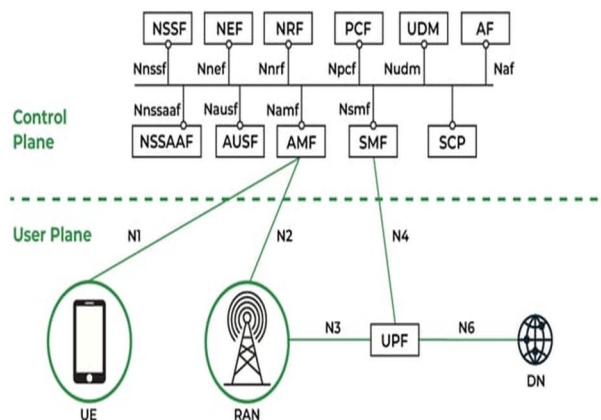 NSSF NEF NRF PCF UDM AF
Nnssf Nnef Nnrf Npcf Nudm Naf
Nnssaaf Nausf Namf Nsmf
Control
Plane
NSSAAF AUSF AMF SMF SCP
User Plane N1 N2 N4
N3 N6
UPF
DN
UE RAN